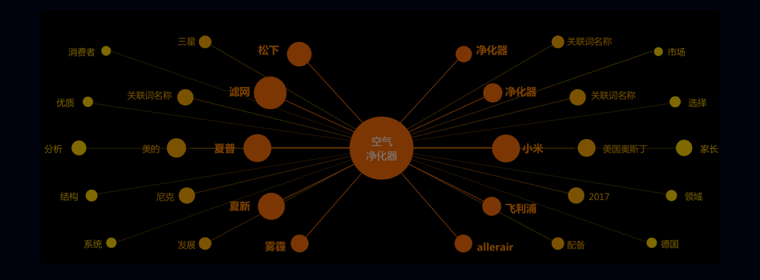 三星
松下
净化器
关联词名称
消费者
市场
滤网
净化器
优质
关联词名称
关联词名称
选择
空气
净化器
分析
美的
夏普
小米
美国奥斯丁
家长
结构
尼克
夏新
飞利浦
2017
领域
系统
发展
雾霾
allerair
配备
德国